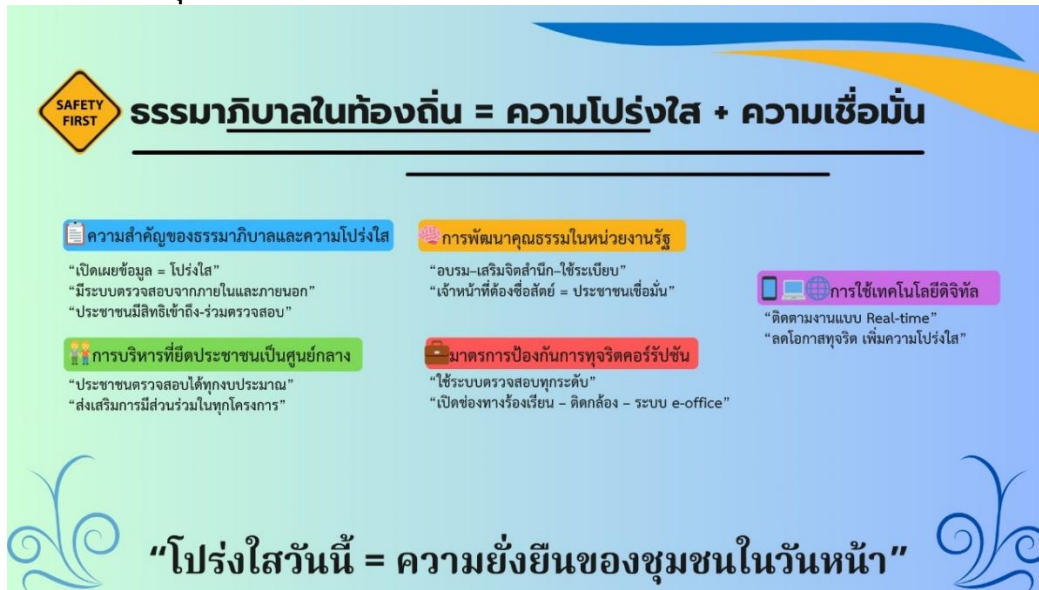 SAFETY
FIRST
ธรรมาภิบาลในท้องถิ่น = ความโปร่งใส + ความเชื่อมั่น
ความสำคัญของธรรมาภิบาลและความโปร่งใส
“เปิดเผยข้อมูล = โปร่งใส”
“มีระบบตรวจสอบจากภายในและภายนอก”
“ประชาชนมีสิทธิเข้าถึง-ร่วมตรวจสอบ”
การบริหารที่ยึดประชาชนเป็นศูนย์กลาง
“ประชาชนตรวจสอบได้ทุกงบประมาณ”
“ส่งเสริมการมีส่วนร่วมในทุกโครงการ”
การพัฒนาคุณธรรมในหน่วยงานรัฐ
“อบรม–เสริมจิตสำนึก–ใช้ระเบียบ”
“เจ้าหน้าที่ต้องซื่อสัตย์ = ประชาชนเชื่อมั่น”
มาตรการป้องกันการทุจริตคอร์รัปชัน
“ใช้ระบบตรวจสอบทุกระดับ”
“เปิดช่องทางร้องเรียน – ติดกล้อง – ระบบ e-office”
การใช้เทคโนโลยีดิจิทัล
“ติดตามงานแบบ Real-time”
“ลดโอกาสทุจริต เพิ่มความโปร่งใส”
“โปร่งใสวันนี้ = ความยั่งยืนของชุมชนในวันหน้า”